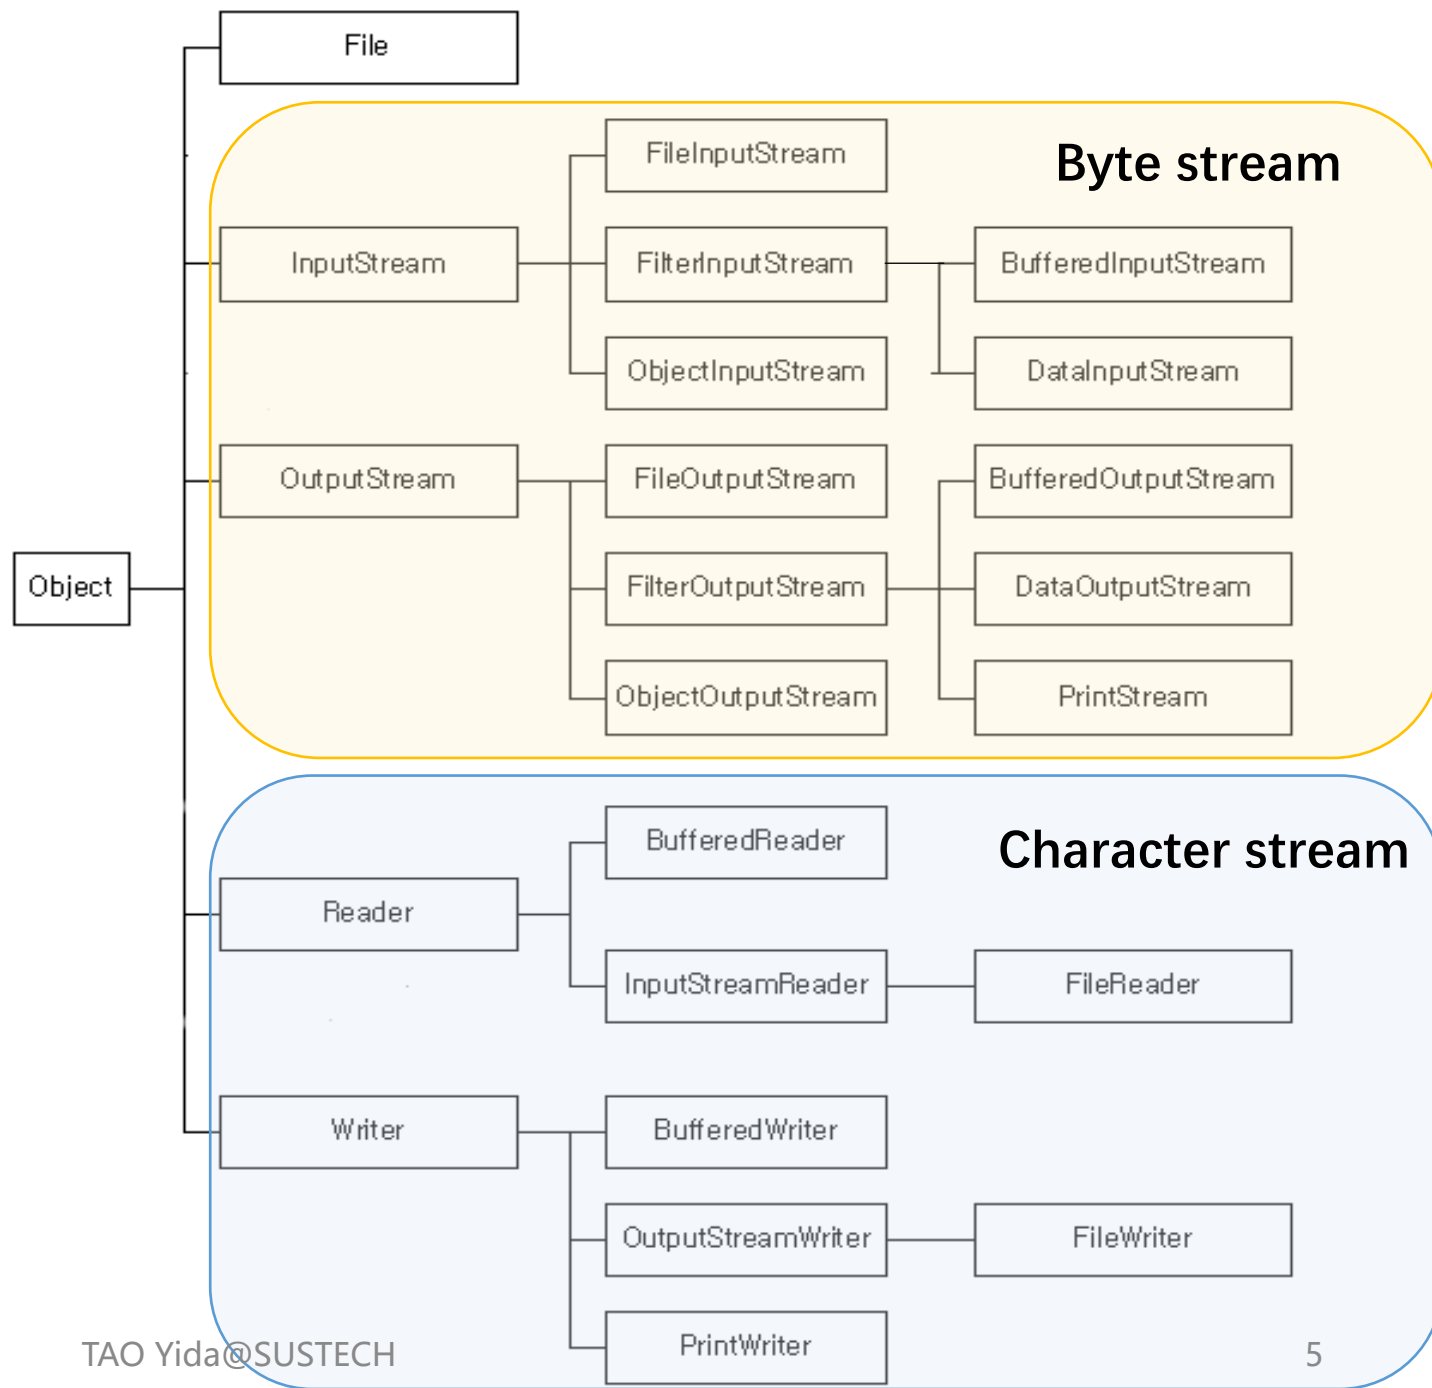 File
Byte stream
FileInputStream
InputStream
FilterInputStream
BufferedInputStream
ObjectInputStream
DataInputStream
OutputStream
FileOutputStream
BufferedOutputStream
Object
FilterOutputStream
DataOutputStream
ObjectOutputStream
PrintStream
Character stream
BufferedReader
Reader
InputStreamReader
FileReader
Writer
BufferedWriter
OutputStreamWriter
FileWriter
PrintWriter
TAO Yida@SUSTECH
5